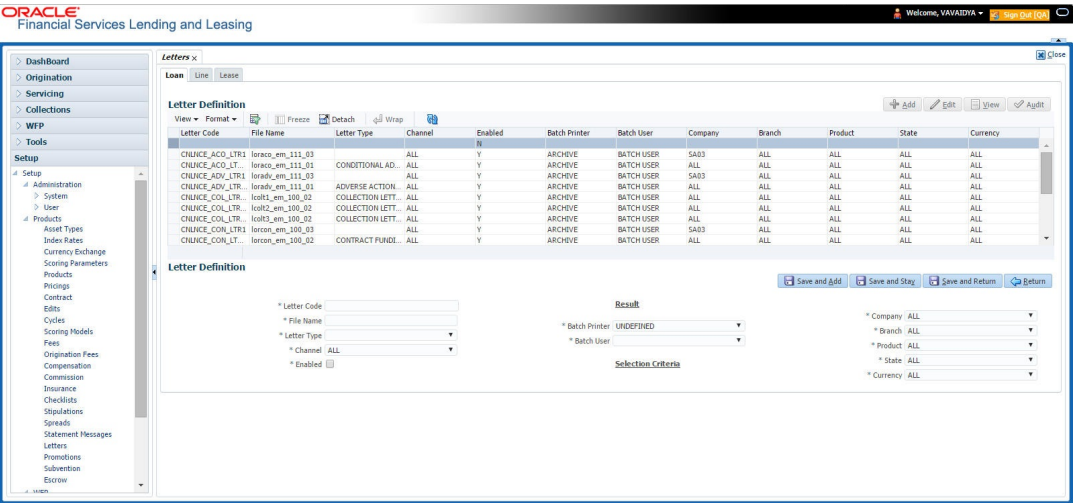 ORACLE
Financial Services Lending and Leasing
Welcome, VAVAIDYA
Sign Out [QA]
Close
DashBoard
Origination
Servicing
Collections
WFP
Tools
Setup
Setup
Administration
System
User
Products
Asset Types
Index Rates
Currency Exchange
Scoring Parameters
Products
Pricings
Contract
Edits
Cycles
Scoring Models
Fees
Origination Fees
Compensation
Commission
Insurance
Checklists
Stipulations
Spreads
Statement Messages
Letters
Promotions
Subvention
Escrow
WFP
Letters x
Loan Line Lease
Letter Definition
Add Edit View Audit
View Format Freeze Detach Wrap
Letter Code File Name Letter Type Channel Enabled Batch Printer Batch User Company Branch Product State Currency
N
CNLNCE_ACO_LTR1 loraco_em_111_03 ALL Y ARCHIVE BATCH USER SA03 ALL ALL ALL ALL
CNLNCE_ACO_LT... loraco_em_111_01 CONDITIONAL AD... ALL Y ARCHIVE BATCH USER ALL ALL ALL ALL ALL
CNLNCE_ADV_LTR1 loradv_em_111_03 ALL Y ARCHIVE BATCH USER SA03 ALL ALL ALL ALL
CNLNCE_ADV_LTR... loradv_em_111_01 ADVERSE ACTION... ALL Y ARCHIVE BATCH USER ALL ALL ALL ALL ALL
CNLNCE_COL_LTR... lcolt1_em_100_02 COLLECTION LETT... ALL Y ARCHIVE BATCH USER ALL ALL ALL ALL ALL
CNLNCE_COL_LTR... lcolt2_em_100_02 COLLECTION LETT... ALL Y ARCHIVE BATCH USER ALL ALL ALL ALL ALL
CNLNCE_COL_LTR... lcolt3_em_100_02 COLLECTION LETT... ALL Y ARCHIVE BATCH USER ALL ALL ALL ALL ALL
CNLNCE_CON_LTR1 lorcon_em_100_03 ALL Y ARCHIVE BATCH USER SA03 ALL ALL ALL ALL
CNLNCE_CON_LT... lorcon_em_100_02 CONTRACT FUNDI... ALL Y ARCHIVE BATCH USER ALL ALL ALL ALL ALL
Letter Definition
Save and Add Save and Stay Save and Return Return
* Letter Code
* File Name
* Letter Type
* Channel ALL
* Enabled
Result
* Batch Printer UNDEFINED
* Batch User
Selection Criteria
* Company ALL
* Branch ALL
* Product ALL
* State ALL
* Currency ALL